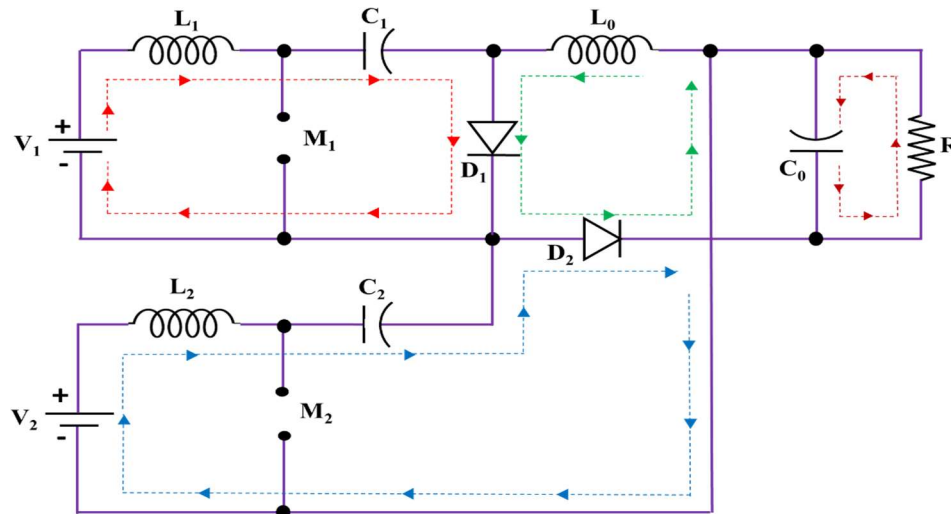 L₁
C₁
L₀
+
V₁
-
M₁
D₁
C₀
R
D₂
L₂
C₂
+
V₂
-
M₂